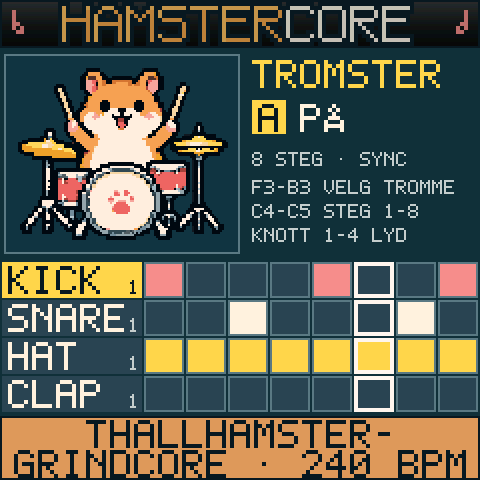 HAMSTERCORE
TROMSTER
A PÅ
8 STEG · SYNC
F3-B3 VELG TROMME
C4-C5 STEG 1-8
KNOTT 1-4 LYD
KICK 1
SNARE 1
HAT 1
CLAP 1
THALLHAMSTER-
GRINDCORE · 240 BPM